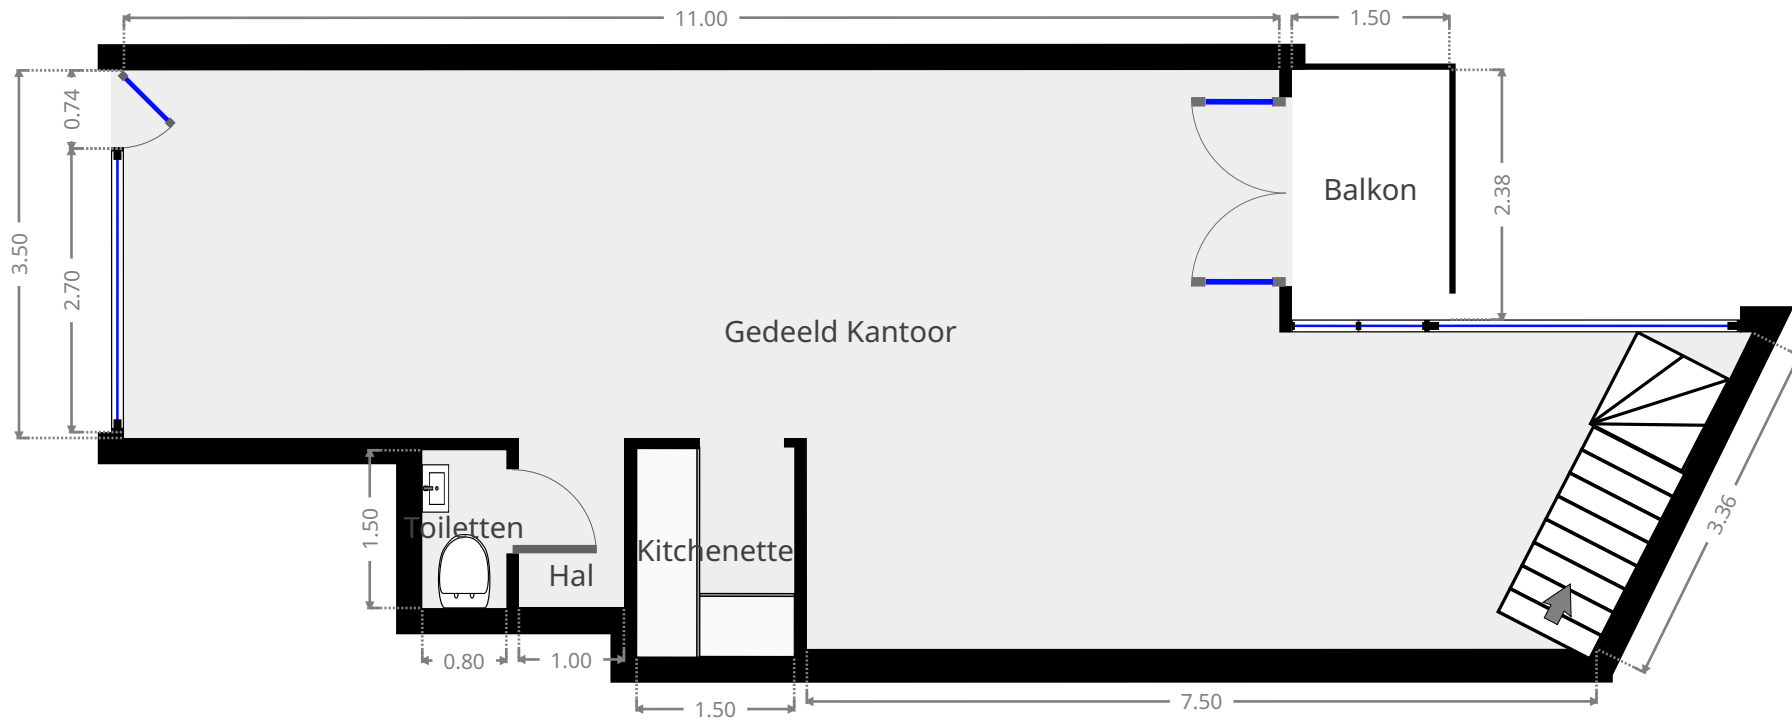 11.00
1.50
0.74
3.50
2.70
Balkon
2.38
Gedeeld Kantoor
Toiletten
1.50
Hal
Kitchenette
3.36
0.80
1.00
1.50
7.50